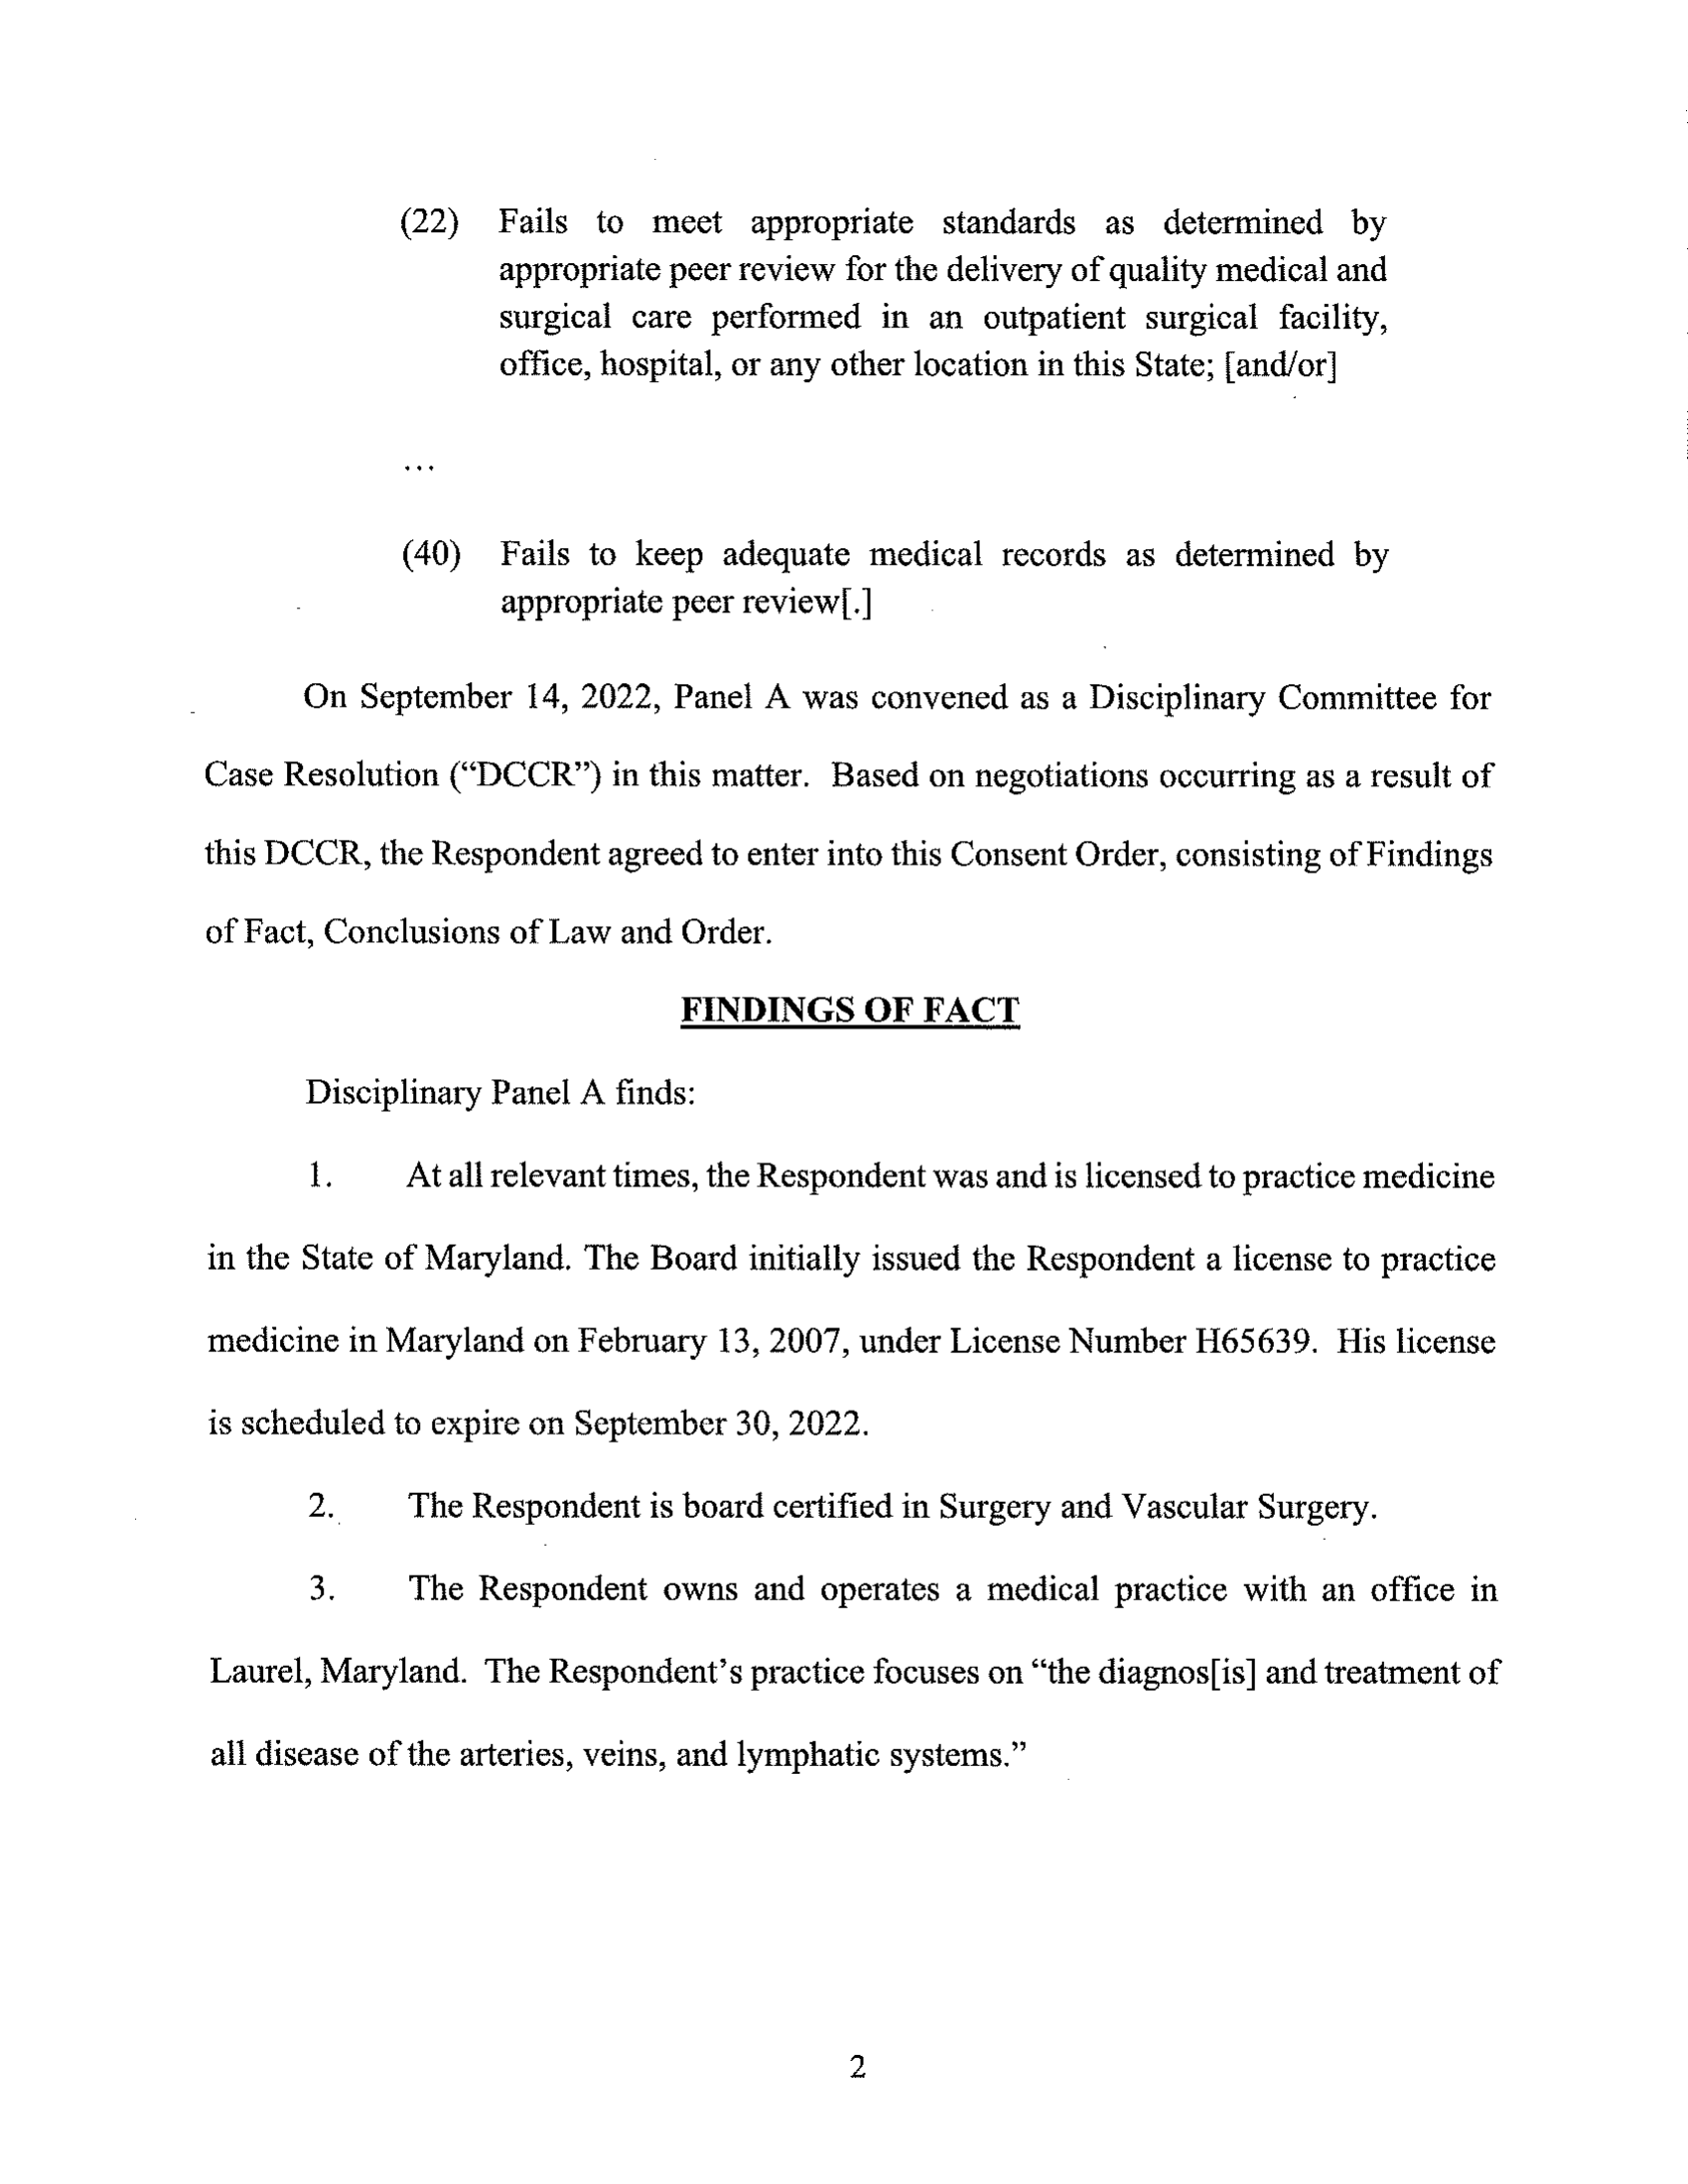 (22) Fails to meet appropriate standards as determined by
appropriate peer review for the delivery of quality medical and
surgical care performed in an outpatient surgical facility,
office, hospital, or any other location in this State; [and/or]
...
(40) Fails to keep adequate medical records as determined by
appropriate peer review[.]
On September 14, 2022, Panel A was convened as a Disciplinary Committee for
Case Resolution (“DCCR”) in this matter. Based on negotiations occurring as a result of
this DCCR, the Respondent agreed to enter into this Consent Order, consisting of Findings
of Fact, Conclusions of Law and Order.
FINDINGS OF FACT
Disciplinary Panel A finds:
1. At all relevant times, the Respondent was and is licensed to practice medicine
in the State of Maryland. The Board initially issued the Respondent a license to practice
medicine in Maryland on February 13, 2007, under License Number H65639. His license
is scheduled to expire on September 30, 2022.
2. The Respondent is board certified in Surgery and Vascular Surgery.
3. The Respondent owns and operates a medical practice with an office in
Laurel, Maryland. The Respondent’s practice focuses on “the diagnos[is] and treatment of
all disease of the arteries, veins, and lymphatic systems.”
2